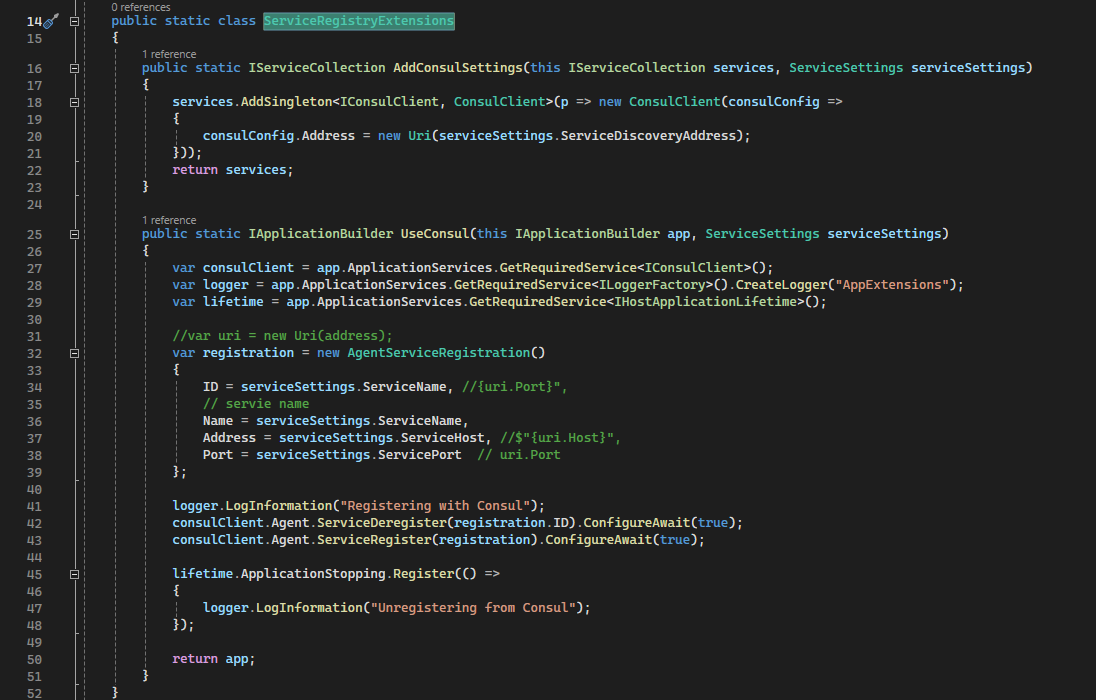 0 references
14 public static class ServiceRegistryExtensions
15 {
1 reference
16 public static IServiceCollection AddConsulSettings(this IServiceCollection services, ServiceSettings serviceSettings)
17 {
18 services.AddSingleton<IConsulClient, ConsulClient>(p => new ConsulClient(consulConfig =>
19 {
20 consulConfig.Address = new Uri(serviceSettings.ServiceDiscoveryAddress);
21 }));
22 return services;
23 }
24
1 reference
25 public static IApplicationBuilder UseConsul(this IApplicationBuilder app, ServiceSettings serviceSettings)
26 {
27 var consulClient = app.ApplicationServices.GetRequiredService<IConsulClient>();
28 var logger = app.ApplicationServices.GetRequiredService<ILoggerFactory>().CreateLogger("AppExtensions");
29 var lifetime = app.ApplicationServices.GetRequiredService<IHostApplicationLifetime>();
30
31 //var uri = new Uri(address);
32 var registration = new AgentServiceRegistration()
33 {
34 ID = serviceSettings.ServiceName, //{uri.Port}",
35 // servie name
36 Name = serviceSettings.ServiceName,
37 Address = serviceSettings.ServiceHost, //$"{uri.Host}",
38 Port = serviceSettings.ServicePort  // uri.Port
39 };
40
41 logger.LogInformation("Registering with Consul");
42 consulClient.Agent.ServiceDeregister(registration.ID).ConfigureAwait(true);
43 consulClient.Agent.ServiceRegister(registration).ConfigureAwait(true);
44
45 lifetime.ApplicationStopping.Register(() =>
46 {
47 logger.LogInformation("Unregistering from Consul");
48 });
49
50 return app;
51 }
52 }